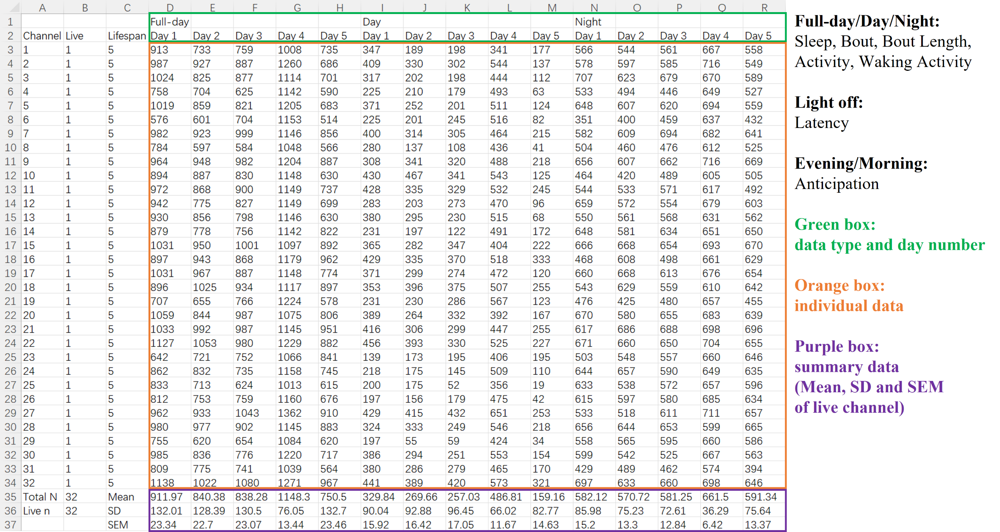 A B C D E F G H I J K L M N O P Q R
1 Full-day Day Night
2 Channel Live Lifespan Day 1 Day 2 Day 3 Day 4 Day 5 Day 1 Day 2 Day 3 Day 4 Day 5 Day 1 Day 2 Day 3 Day 4 Day 5
3 1 1 5 913 733 759 1008 735 347 189 198 341 177 566 544 561 667 558
4 2 1 5 987 927 887 1260 686 409 330 302 544 137 578 597 585 716 549
5 3 1 5 1024 825 877 1114 701 317 202 198 444 112 707 623 679 670 589
6 4 1 5 758 704 625 1142 590 225 210 179 493 63 533 494 446 649 527
7 5 1 5 1019 859 821 1205 683 371 252 201 511 124 648 607 620 694 559
8 6 1 5 576 601 704 1153 514 225 201 245 516 82 351 400 459 637 432
9 7 1 5 982 923 999 1146 856 400 314 305 464 215 582 609 694 682 641
10 8 1 5 784 597 584 1048 566 280 137 108 436 41 504 460 476 612 525
11 9 1 5 964 948 982 1204 887 308 341 320 488 218 656 607 662 716 669
12 10 1 5 894 887 830 1148 630 430 467 341 543 125 464 420 489 605 505
13 11 1 5 972 868 900 1149 737 428 335 329 532 245 544 533 571 617 492
14 12 1 5 942 775 827 1149 699 283 203 273 470 96 659 572 554 679 603
15 13 1 5 930 856 798 1146 630 380 295 230 515 68 550 561 568 631 562
16 14 1 5 879 778 756 1142 822 231 197 122 491 172 648 581 634 651 650
17 15 1 5 1031 950 1001 1097 892 365 282 347 404 222 666 668 654 693 670
18 16 1 5 897 943 868 1179 962 429 335 370 518 333 468 608 498 661 629
19 17 1 5 1031 967 887 1148 774 371 299 274 472 120 660 668 613 676 654
20 18 1 5 896 1025 934 1117 897 353 396 375 507 255 543 629 559 610 642
21 19 1 5 707 655 766 1224 578 231 230 286 567 123 476 425 480 657 455
22 20 1 5 1059 844 987 1075 806 389 264 332 392 167 670 580 655 683 639
23 21 1 5 1033 992 987 1145 951 416 306 299 447 255 617 686 688 698 696
24 22 1 5 1127 1053 980 1229 882 456 393 330 525 227 671 660 650 704 655
25 23 1 5 642 721 752 1066 841 139 173 195 406 195 503 548 557 660 646
26 24 1 5 862 832 735 1158 745 218 175 145 509 110 644 657 590 649 635
27 25 1 5 833 713 624 1013 615 200 175 52 356 19 633 538 572 657 596
28 26 1 5 812 753 759 1160 676 197 156 179 475 42 615 597 580 685 634
29 27 1 5 962 933 1043 1362 910 429 415 432 651 253 533 518 611 711 657
30 28 1 5 980 977 902 1145 883 324 333 249 546 218 656 644 653 599 665
31 29 1 5 755 620 654 1084 620 197 55 59 424 34 558 565 595 660 586
32 30 1 5 985 836 776 1220 717 386 294 251 553 154 599 542 525 667 563
33 31 1 5 809 775 741 1039 564 380 286 279 465 170 429 489 462 574 394
34 32 1 5 1138 1022 1080 1271 967 441 389 420 573 321 697 633 660 698 646
35 Total N 32 Mean 911.97 840.38 838.28 1148.3 750.5 329.84 269.66 257.03 486.81 159.16 582.12 570.72 581.25 661.5 591.34
36 Live n 32 SD 132.01 128.39 130.5 76.05 132.7 90.04 92.88 96.45 66.02 82.77 85.98 75.23 72.61 36.29 75.64
37 SEM 23.34 22.7 23.07 13.44 23.46 15.92 16.42 17.05 11.67 14.63 15.2 13.3 12.84 6.42 13.37
Full-day/Day/Night:
Sleep, Bout, Bout Length,
Activity, Waking Activity
Light off:
Latency
Evening/Morning:
Anticipation
Green box:
data type and day number
Orange box:
individual data
Purple box:
summary data
(Mean, SD and SEM
of live channel)